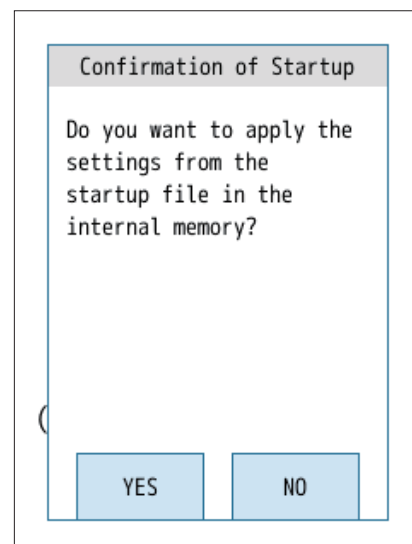 Confirmation of Startup
Do you want to apply the
settings from the
startup file in the
internal memory?
(
YES NO